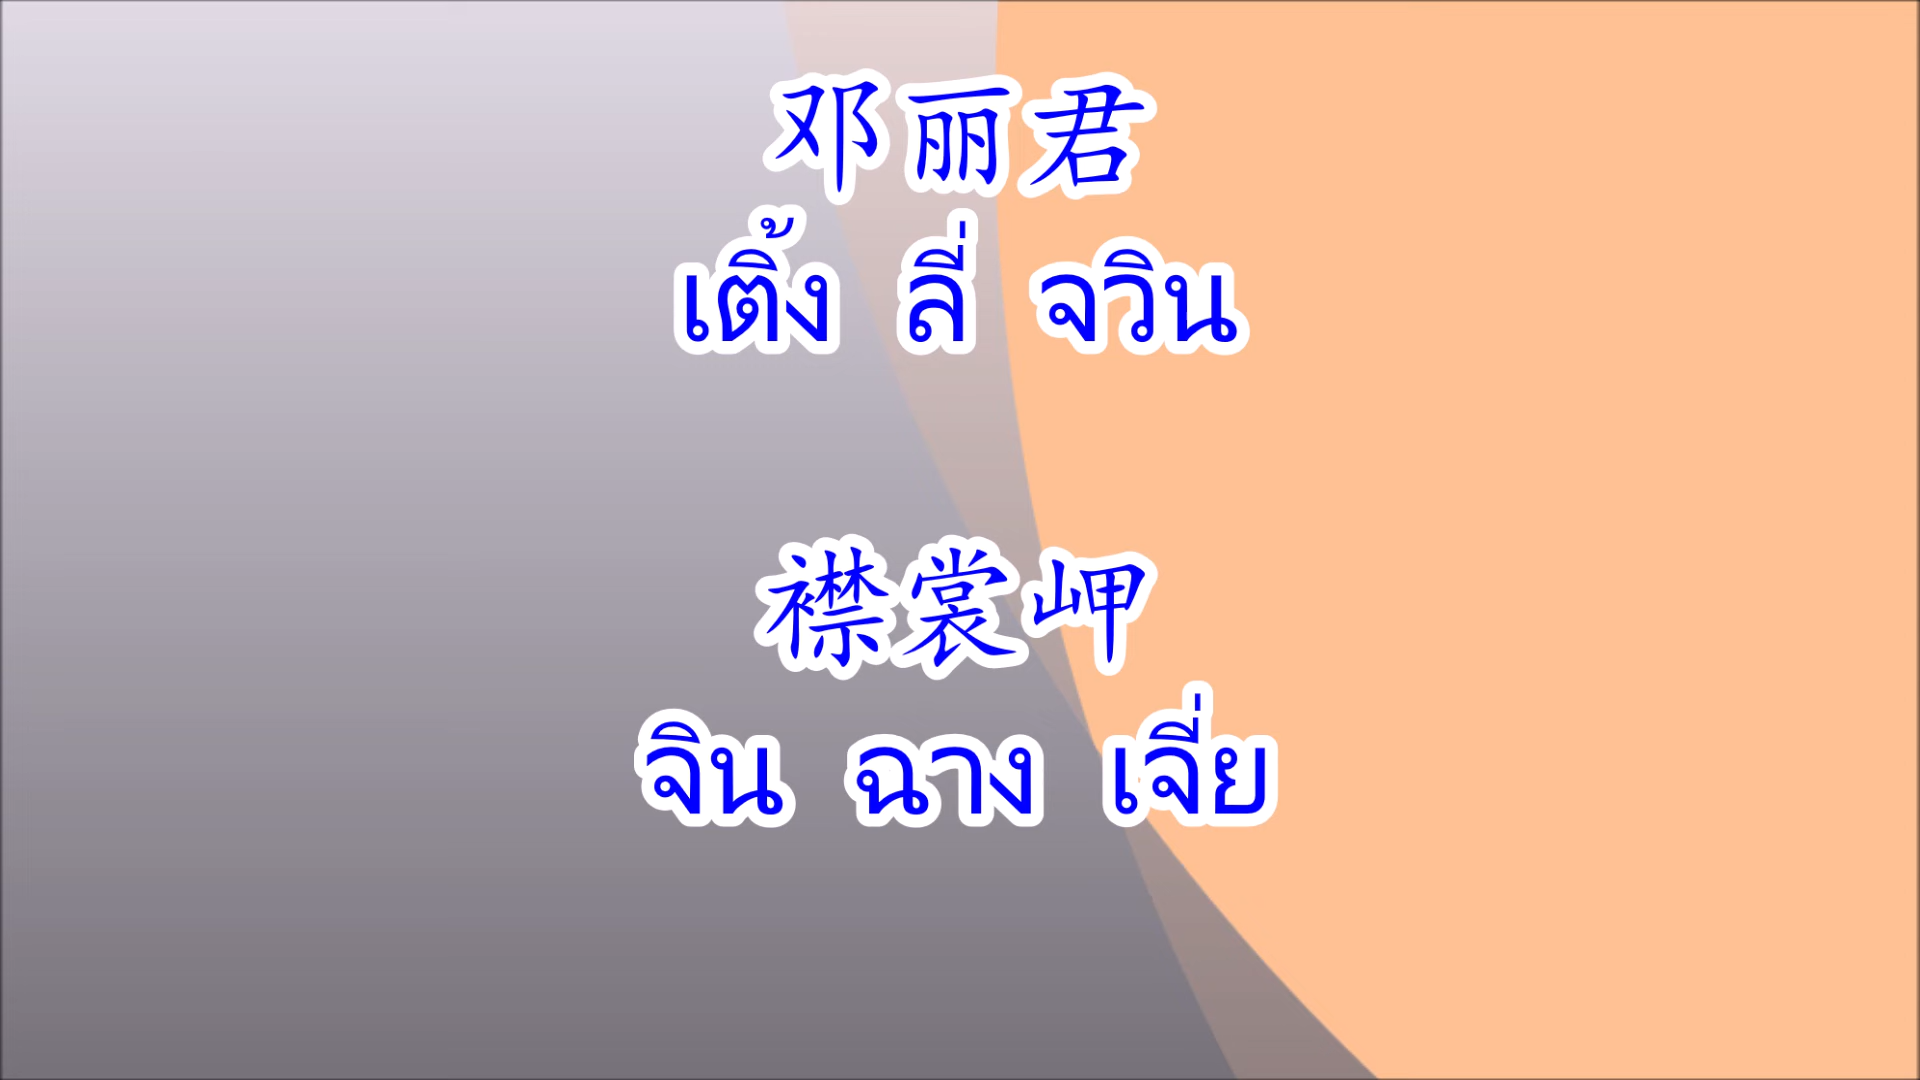 邓丽君
เติ้ง ลี่ จวิน
襟裳岬
จิน ฉาง เจี่ย